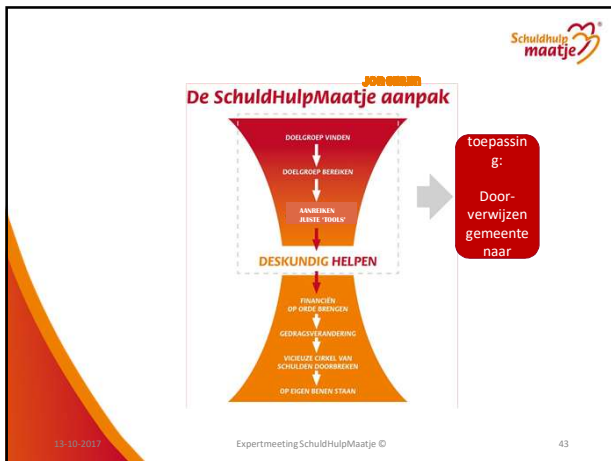 Schuldhulp
maatje
JONGEREN
De SchuldHulpMaatje aanpak
DOELGROEP VINDEN
DOELGROEP BEREIKEN
AANREIKEN
JUISTE 'TOOLS'
DESKUNDIG HELPEN
FINANCIËN
OP ORDE BRENGEN
GEDRAGSVERANDERING
VICIEUZE CIRKEL VAN
SCHULDEN DOORBREKEN
OP EIGEN BENEN STAAN
toepassin
g:
Door-
verwijzen
gemeente
naar
13-10-2017
Expertmeeting SchuldHulpMaatje ©
43